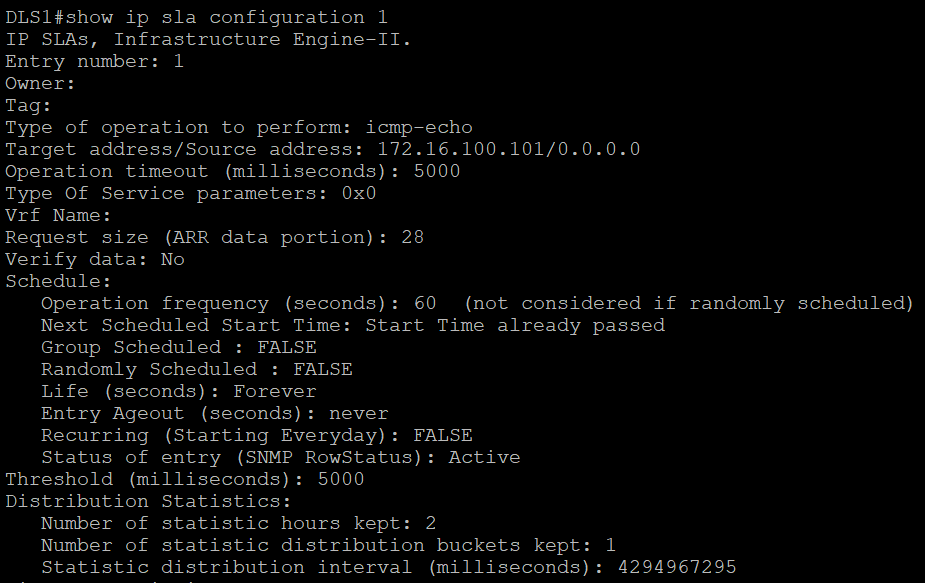 DLS1#show ip sla configuration 1
IP SLAs, Infrastructure Engine-II.
Entry number: 1
Owner:
Tag:
Type of operation to perform: icmp-echo
Target address/Source address: 172.16.100.101/0.0.0.0
Operation timeout (milliseconds): 5000
Type Of Service parameters: 0x0
Vrf Name:
Request size (ARR data portion): 28
Verify data: No
Schedule:
   Operation frequency (seconds): 60  (not considered if randomly scheduled)
   Next Scheduled Start Time: Start Time already passed
   Group Scheduled : FALSE
   Randomly Scheduled : FALSE
   Life (seconds): Forever
   Entry Ageout (seconds): never
   Recurring (Starting Everyday): FALSE
   Status of entry (SNMP RowStatus): Active
Threshold (milliseconds): 5000
Distribution Statistics:
   Number of statistic hours kept: 2
   Number of statistic distribution buckets kept: 1
   Statistic distribution interval (milliseconds): 4294967295